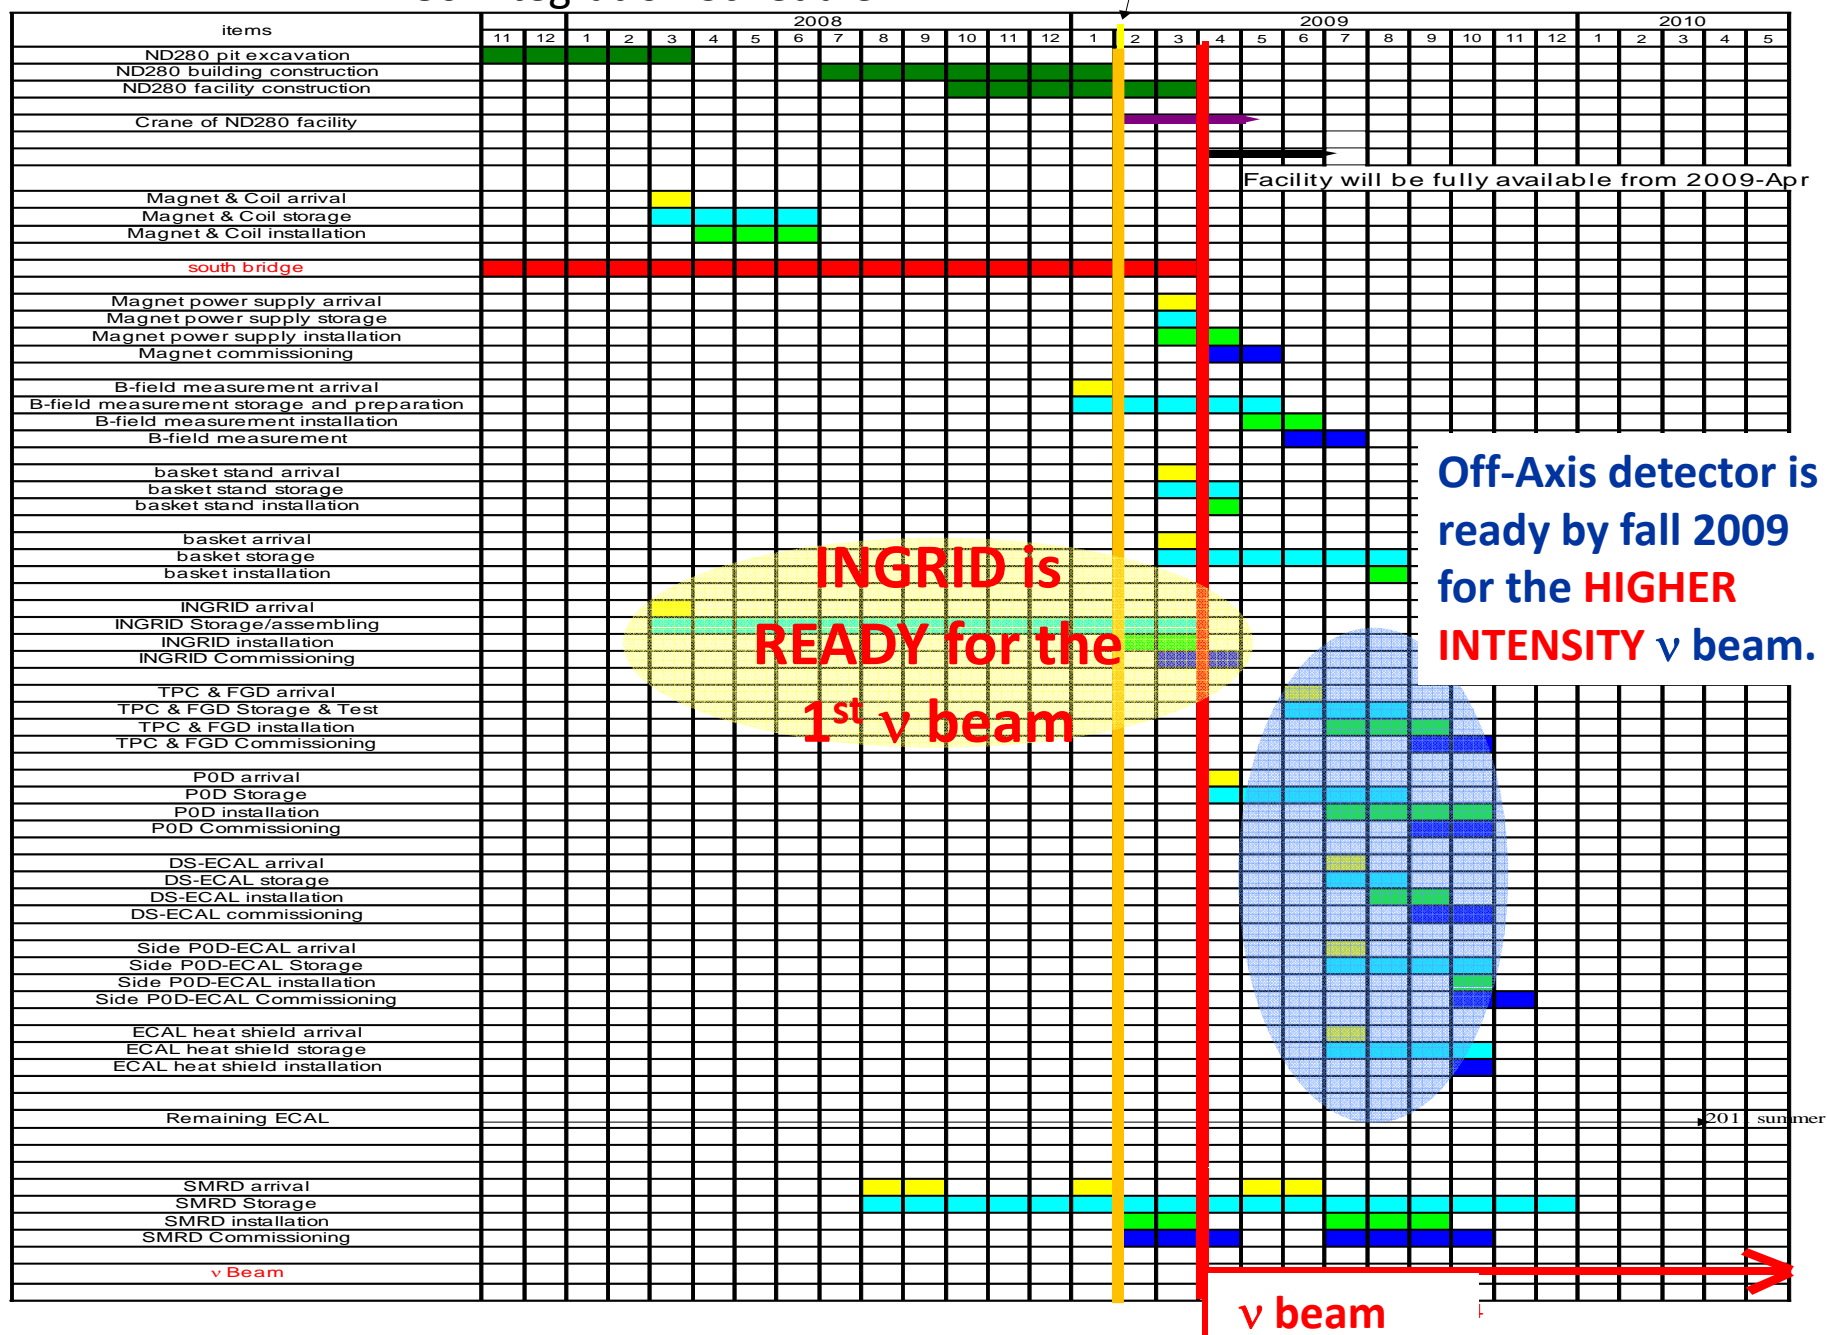 items 2008 2009 2010
11 12 1 2 3 4 5 6 7 8 9 10 11 12 1 2 3 4 5 6 7 8 9 10 11 12 1 2 3 4 5
ND280 pit excavation
ND280 building construction
ND280 facility construction
Crane of ND280 facility
Facility will be fully available from 2009-Apr
Magnet & Coil arrival
Magnet & Coil storage
Magnet & Coil installation
south bridge
Magnet power supply arrival
Magnet power supply storage
Magnet power supply installation
Magnet commissioning
B-field measurement arrival
B-field measurement storage and preparation
B-field measurement installation
B-field measurement
basket stand arrival
basket stand storage
basket stand installation
basket arrival
basket storage
basket installation
INGRID arrival
INGRID Storage/assembling
INGRID installation
INGRID Commissioning
INGRID is
READY for the
1st ν beam
Off-Axis detector is
ready by fall 2009
for the HIGHER
INTENSITY ν beam.
TPC & FGD arrival
TPC & FGD Storage & Test
TPC & FGD installation
TPC & FGD Commissioning
P0D arrival
P0D Storage
P0D installation
P0D Commissioning
DS-ECAL arrival
DS-ECAL storage
DS-ECAL installation
DS-ECAL commissioning
Side P0D-ECAL arrival
Side P0D-ECAL Storage
Side P0D-ECAL installation
Side P0D-ECAL Commissioning
ECAL heat shield arrival
ECAL heat shield storage
ECAL heat shield installation
Remaining ECAL 201 summer
SMRD arrival
SMRD Storage
SMRD installation
SMRD Commissioning
ν Beam
ν beam